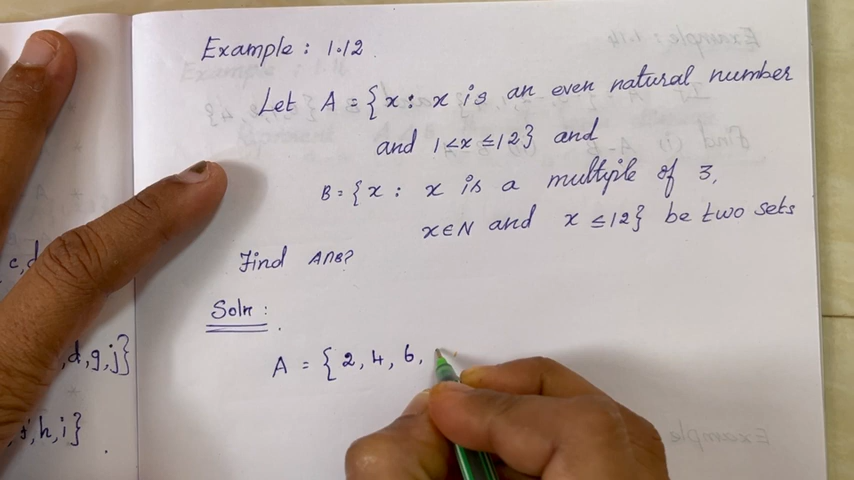 Example: 1.12
Let A = {x: x is an even natural number
and 1<x≤12} and
B = {x: x is a multiple of 3,
x∈N and x ≤12} be two sets
Find A∩B?
Soln:
A = {2, 4, 6,
c,d
,d,g,j}
,h,i}